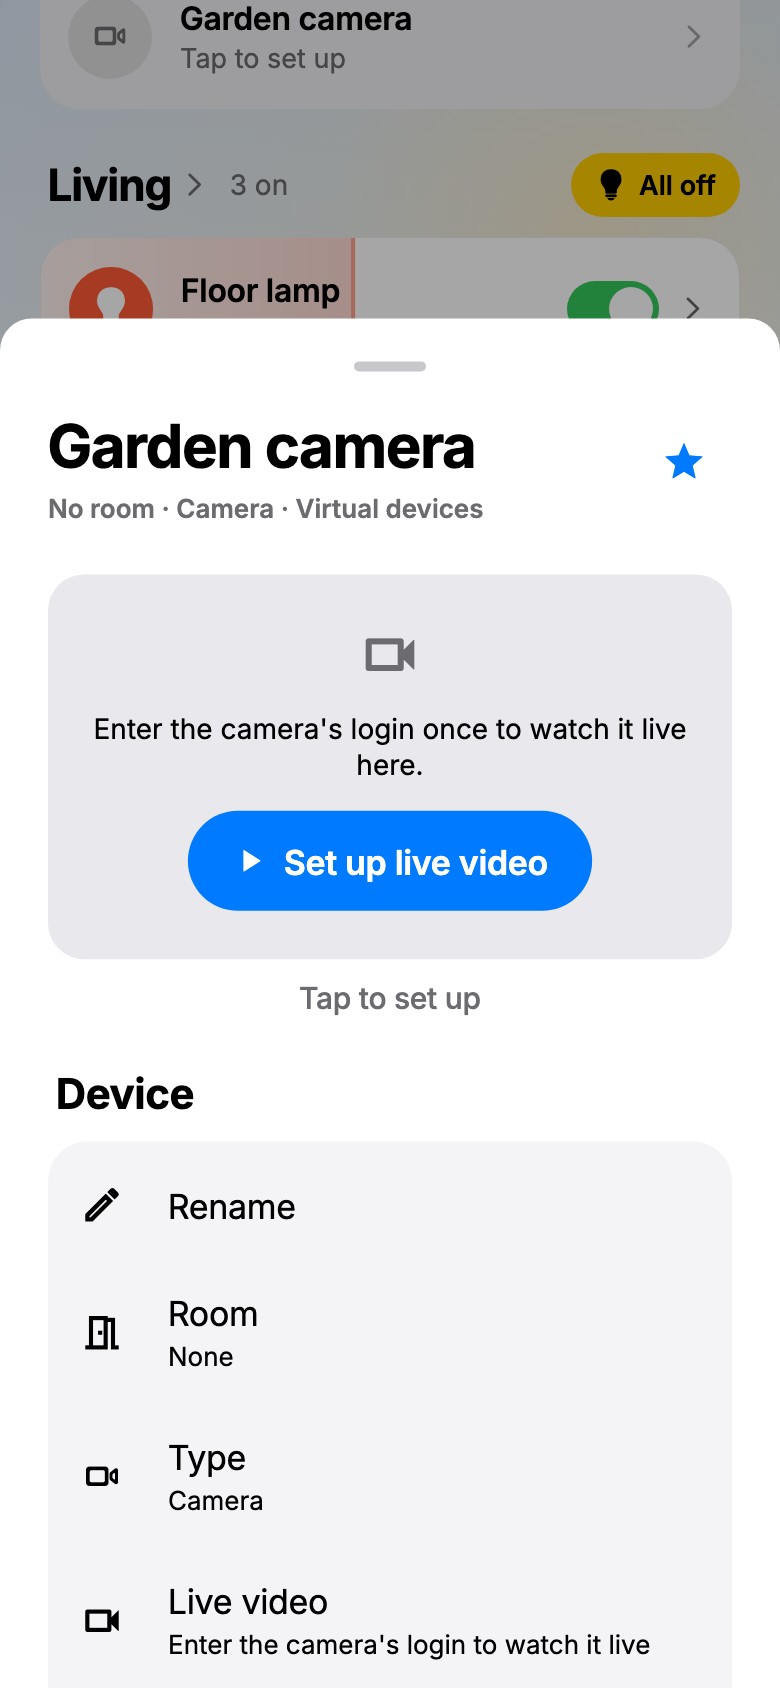 Garden camera
Tap to set up
Living
3 on
All off
Floor lamp
Garden camera
No room · Camera · Virtual devices
Enter the camera's login once to watch it live
here.
Set up live video
Tap to set up
Device
Rename
Room
None
Type
Camera
Live video
Enter the camera's login to watch it live